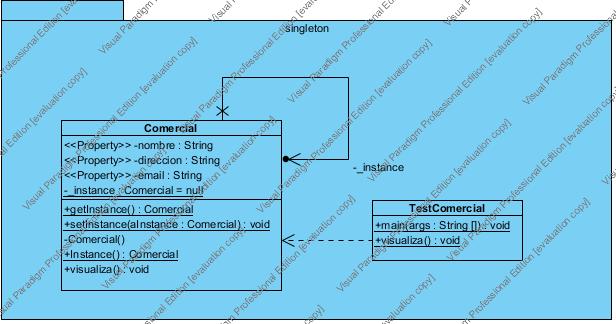 singleton
Comercial
<<Property>> -nombre : String
<<Property>> -direccion : String
<<Property>> -email : String
-_instance : Comercial = null
+getInstance() : Comercial
+setInstance(aInstance : Comercial) : void
-Comercial()
+Instance() : Comercial
+visualiza() : void
-_instance
TestComercial
+main(args : String []) : void
+visualiza() : void
Visual Paradigm Professional Edition [evaluation copy]